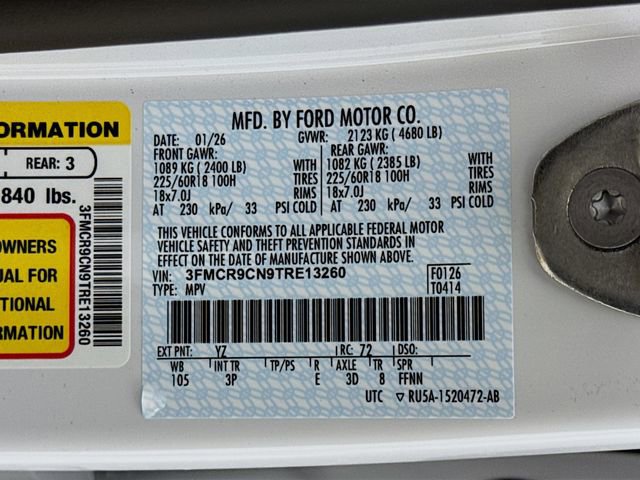 ORMATION
REAR: 3
840 lbs.
OWNERS
UAL FOR
TIONAL
RMATION
3FMCR9CN9TRE13260
MFD. BY FORD MOTOR CO.
DATE: 01/26 GVWR: 2123 KG ( 4680 LB)
FRONT GAWR: REAR GAWR:
1089 KG ( 2400 LB) WITH 1082 KG ( 2385 LB) WITH
225/60R18 100H TIRES 225/60R18 100H TIRES
18x7.0J RIMS 18x7.0J RIMS
AT 230 kPa/ 33 PSI COLD AT 230 kPa/ 33 PSI COLD
THIS VEHICLE CONFORMS TO ALL APPLICABLE FEDERAL MOTOR
VEHICLE SAFETY AND THEFT PREVENTION STANDARDS IN
EFFECT ON THE DATE OF MANUFACTURE SHOWN ABOVE.
VIN: 3FMCR9CN9TRE13260 F0126
TYPE: MPV T0414
EXT PNT: YZ RC: 72 DSO:
WB INT TR TP/PS R AXLE TR SPR
105 3P E 3D 8 FFNN
UTC ▽ RU5A-1520472-AB